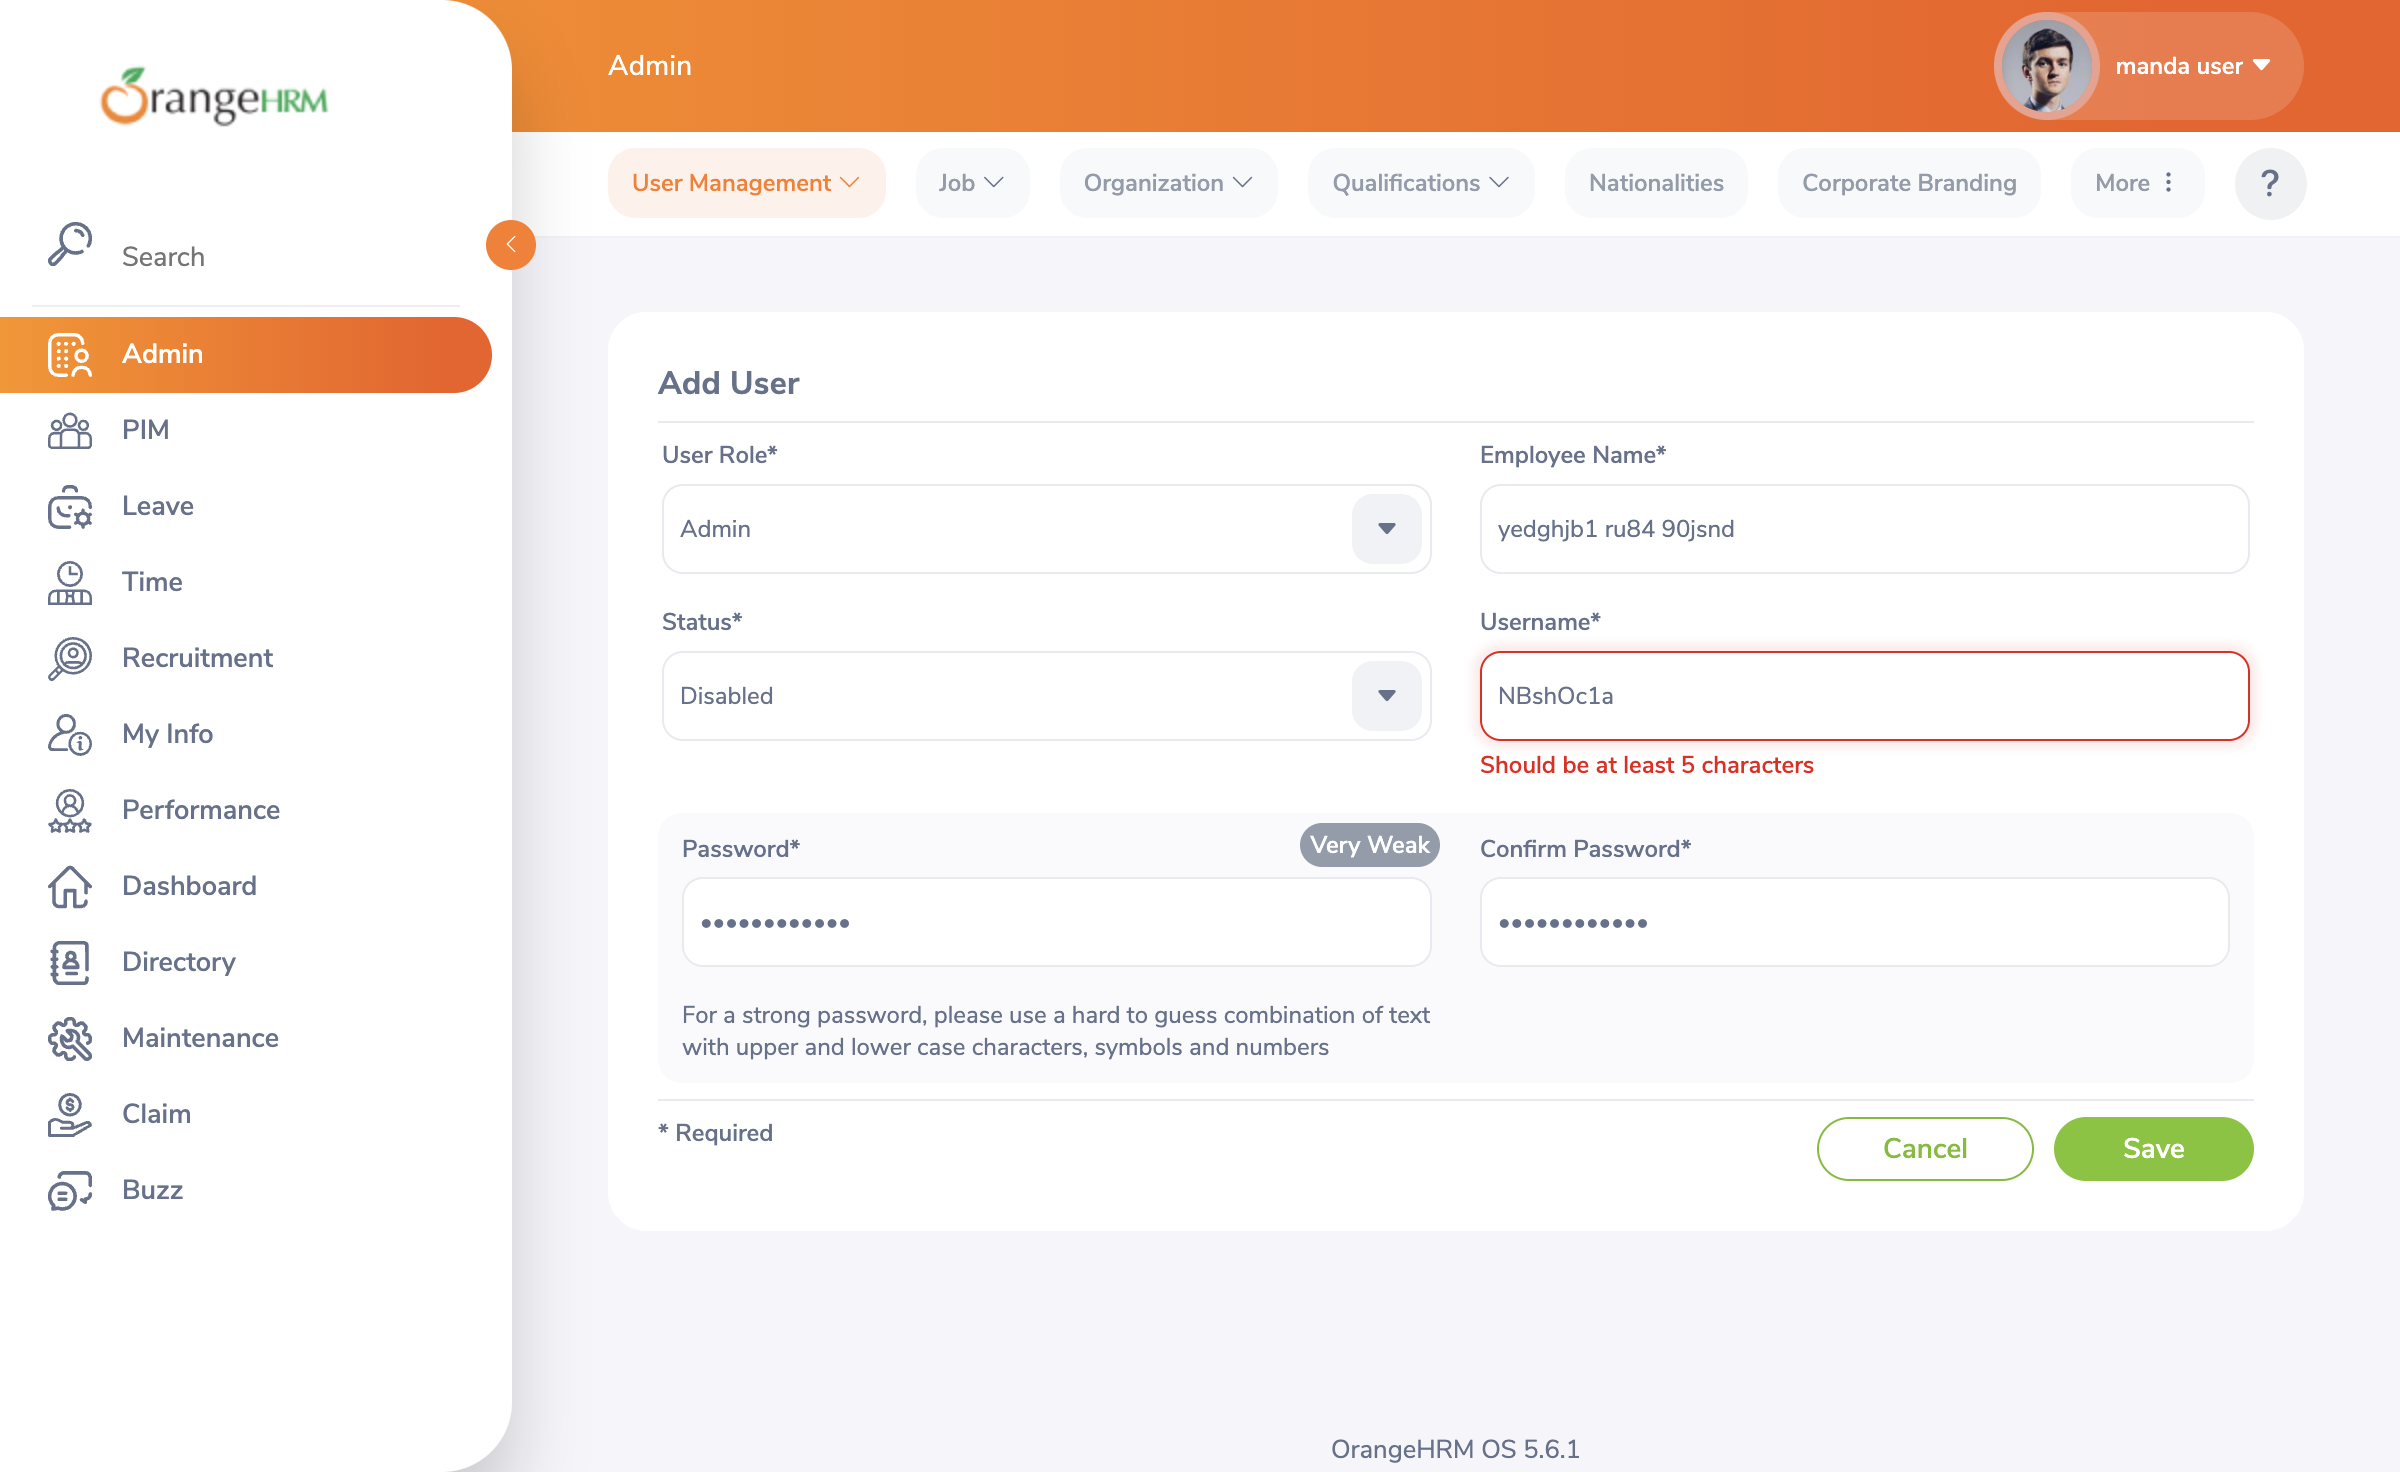 OrangeHRM
Search
Admin
PIM
Leave
Time
Recruitment
My Info
Performance
Dashboard
Directory
Maintenance
Claim
Buzz
Admin
manda user
User Management
Job
Organization
Qualifications
Nationalities
Corporate Branding
More
?
Add User
User Role*
Employee Name*
Admin
yedghjb1 ru84 90jsnd
Status*
Username*
Disabled
NBshOc1a
Should be at least 5 characters
Password*
Very Weak
Confirm Password*
••••••••••••
••••••••••••
For a strong password, please use a hard to guess combination of text
with upper and lower case characters, symbols and numbers
* Required
Cancel
Save
OrangeHRM OS 5.6.1